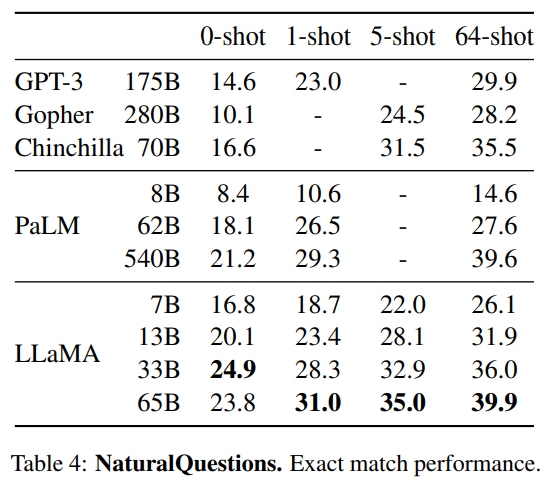 0-shot 1-shot 5-shot 64-shot
GPT-3 175B 14.6 23.0 - 29.9
Gopher 280B 10.1 - 24.5 28.2
Chinchilla 70B 16.6 - 31.5 35.5
8B 8.4 10.6 - 14.6
PaLM 62B 18.1 26.5 - 27.6
540B 21.2 29.3 - 39.6
7B 16.8 18.7 22.0 26.1
13B 20.1 23.4 28.1 31.9
LLaMA
33B 24.9 28.3 32.9 36.0
65B 23.8 31.0 35.0 39.9
Table 4: NaturalQuestions. Exact match performance.